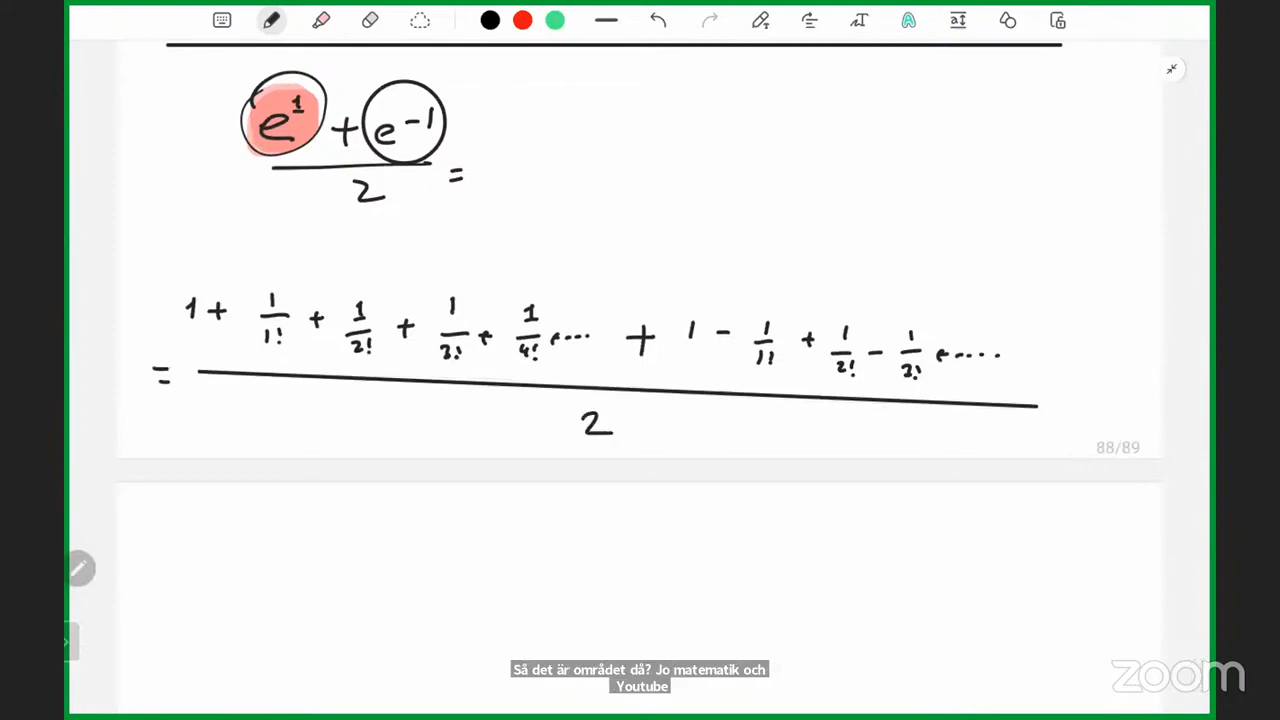 e^1 + e^-1
2 =
1 + 1/1! + 1/2! + 1/3! + 1/4! + ... + 1 - 1/1! + 1/2! - 1/3! + ....
=
2
88/89
Så det är området då? Jo matematik och
Youtube
zoom